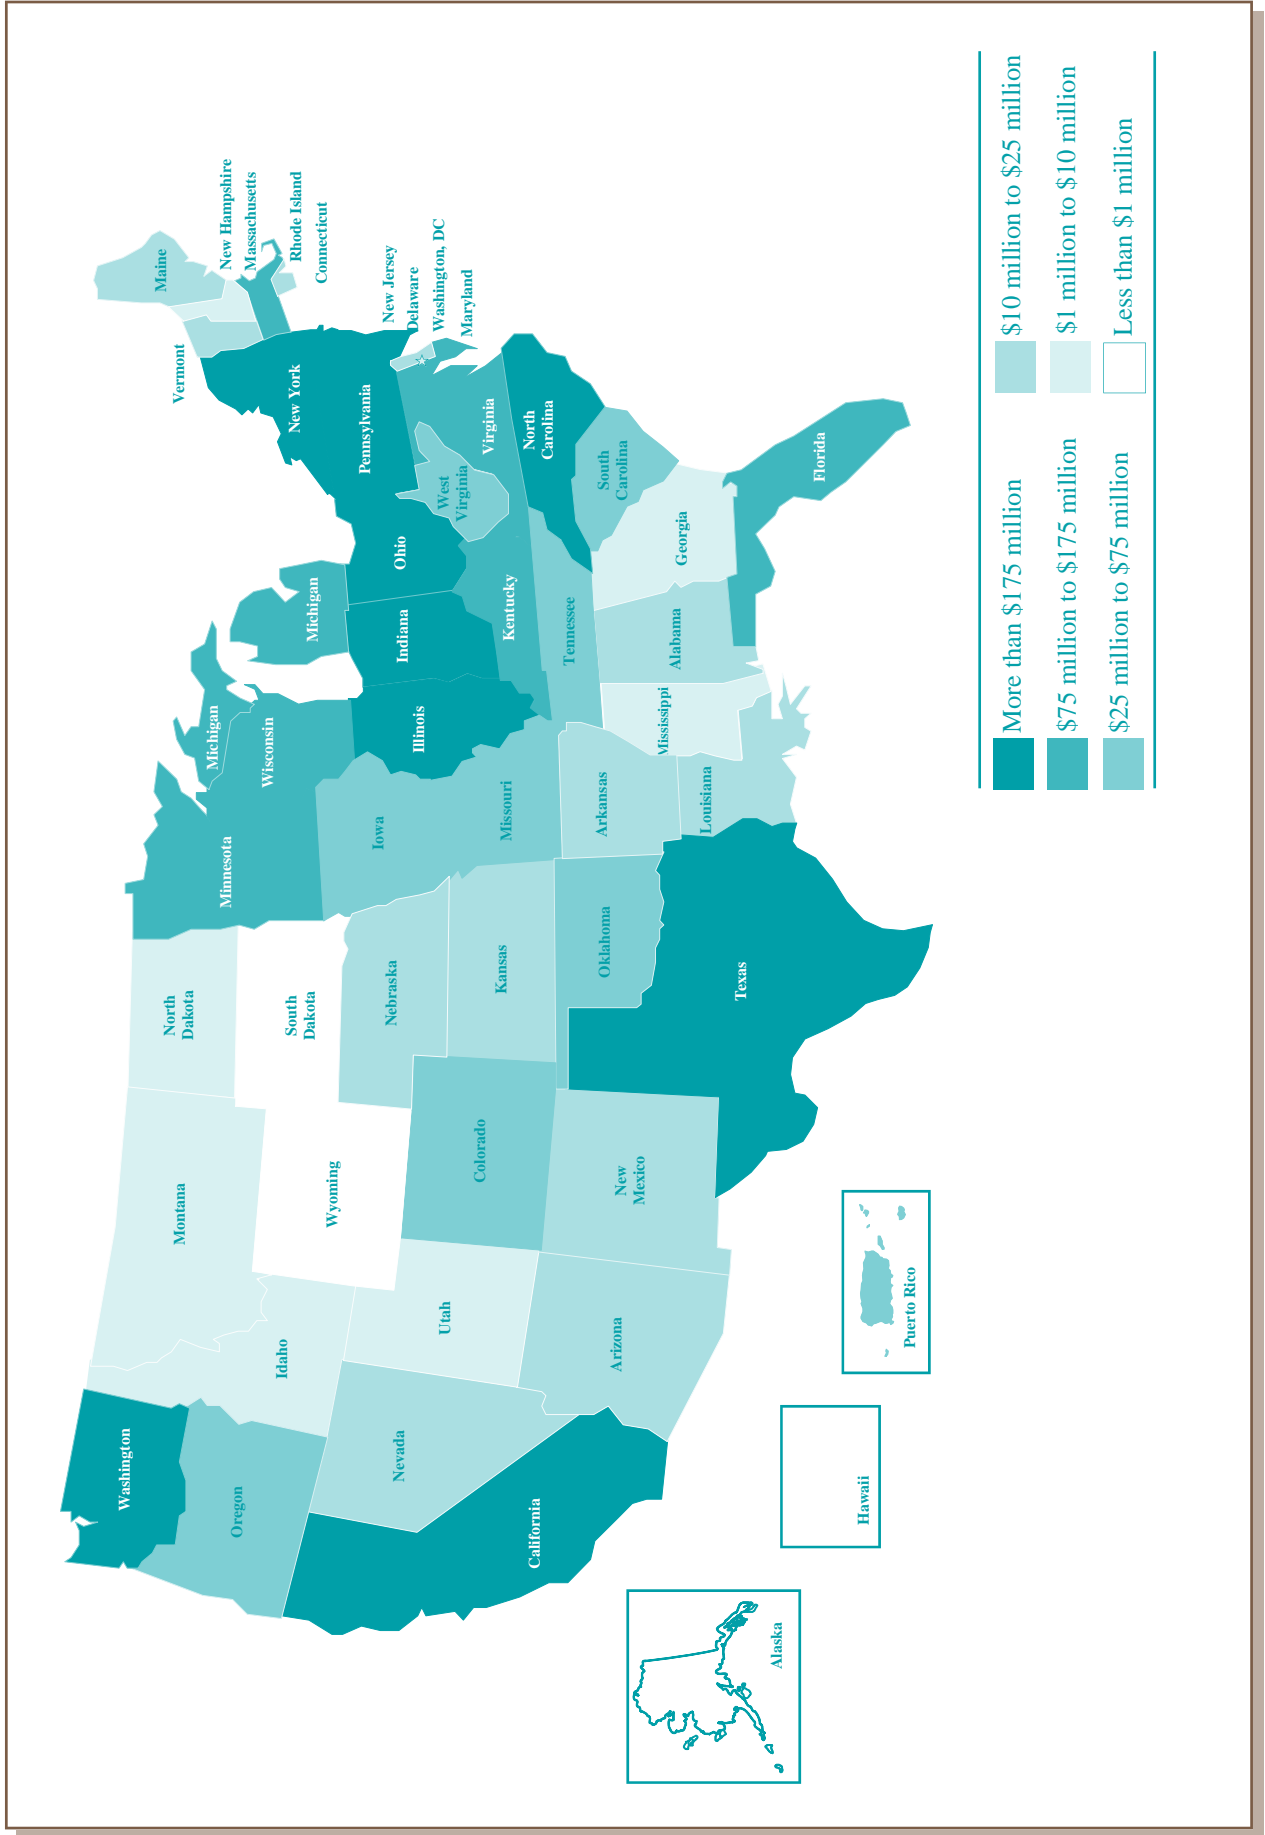 Washington
Oregon
California
Nevada
Idaho
Montana
Wyoming
Utah
Arizona
Colorado
New
Mexico
North
Dakota
South
Dakota
Nebraska
Kansas
Oklahoma
Texas
Minnesota
Iowa
Missouri
Arkansas
Louisiana
Wisconsin
Illinois
Michigan
Michigan
Indiana
Ohio
Kentucky
Tennessee
Mississippi
Alabama
Georgia
Florida
South
Carolina
North
Carolina
Virginia
West
Virginia
Pennsylvania
New York
Vermont
Maine
New Hampshire
Massachusetts
Rhode Island
Connecticut
New Jersey
Delaware
Washington, DC
Maryland
Alaska
Hawaii
Puerto Rico
More than $175 million
$75 million to $175 million
$25 million to $75 million
$10 million to $25 million
$1 million to $10 million
Less than $1 million